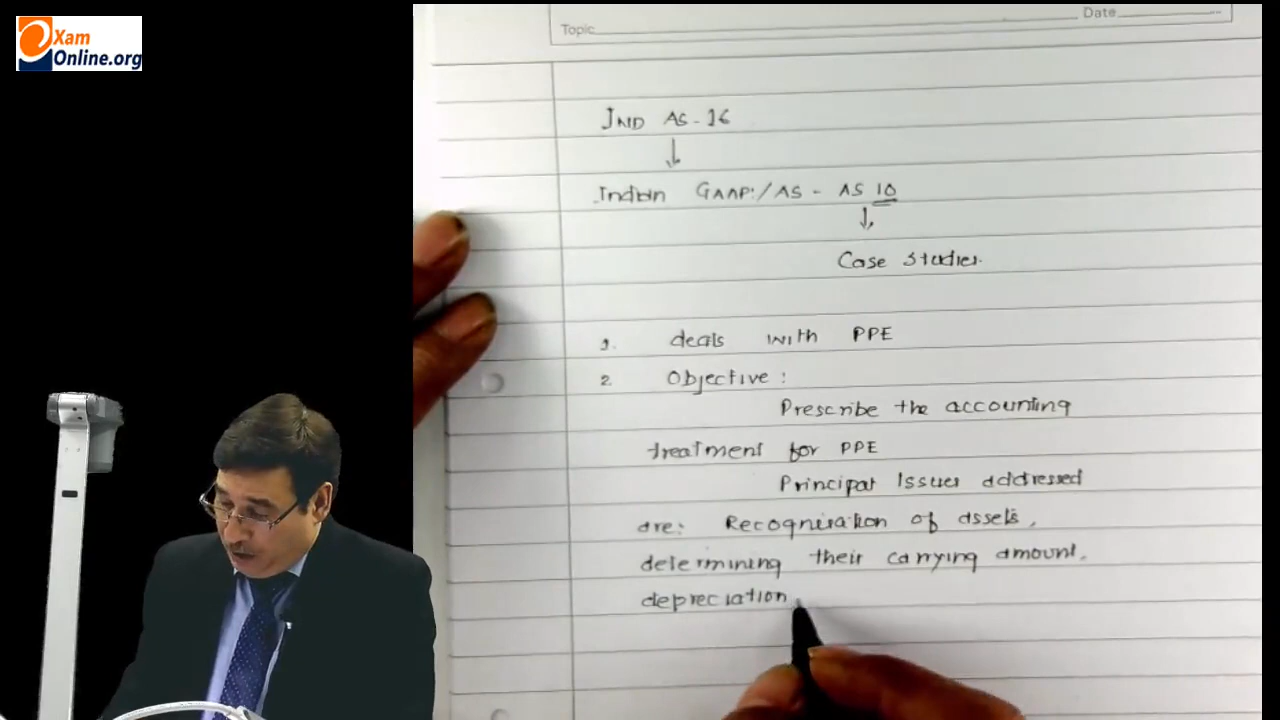 Xam
Online.org
Topic
Date
IND AS-16
Indian GAAP:/AS - AS 10
Case Studies.
1. deals with PPE
2 Objective:
Prescribe the accounting
treatment for PPE
Principal Issues addressed
are: Recognisation of assets,
determining their carrying amount,
depreciation